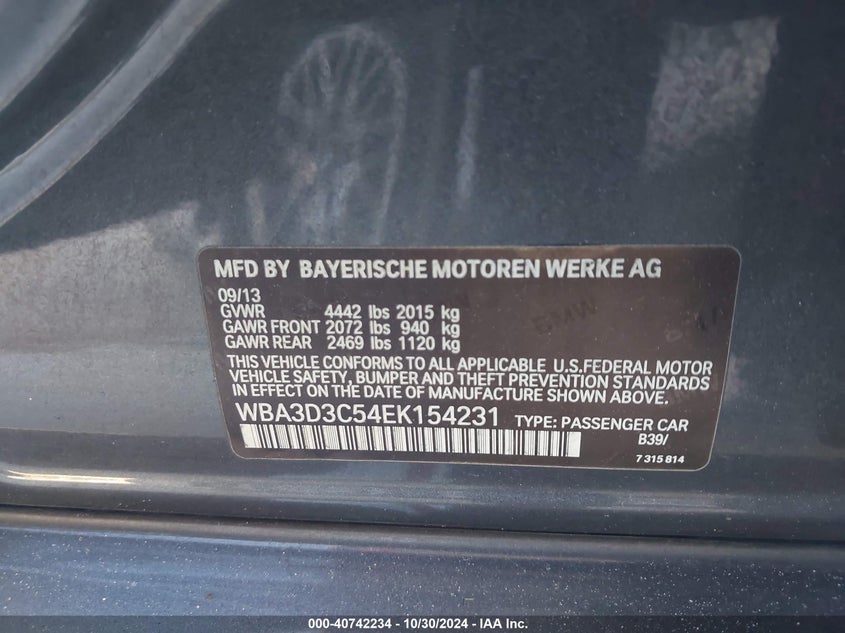 MFD BY BAYERISCHE MOTOREN WERKE AG
09/13
GVWR 4442 lbs 2015 kg
GAWR FRONT 2072 lbs 940 kg
GAWR REAR 2469 lbs 1120 kg
THIS VEHICLE CONFORMS TO ALL APPLICABLE U.S.FEDERAL MOTOR
VEHICLE SAFETY, BUMPER AND THEFT PREVENTION STANDARDS
IN EFFECT ON THE DATE OF MANUFACTURE SHOWN ABOVE.
WBA3D3C54EK154231 TYPE: PASSENGER CAR
B39/
7 315 814
000-40742234 - 10/30/2024 - IAA Inc.